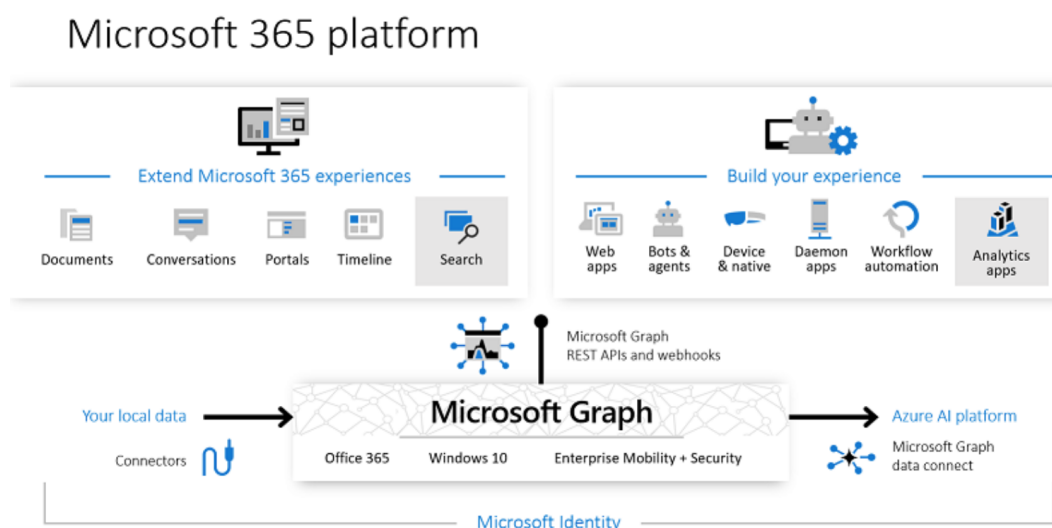 Microsoft 365 platform
Extend Microsoft 365 experiences
Documents
Conversations
Portals
Timeline
Search
Build your experience
Web
apps
Bots &
agents
Device
& native
Daemon
apps
Workflow
automation
Analytics
apps
Microsoft Graph
REST APIs and webhooks
Your local data
Connectors
Microsoft Graph
Office 365
Windows 10
Enterprise Mobility + Security
Azure AI platform
Microsoft Graph
data connect
Microsoft Identity